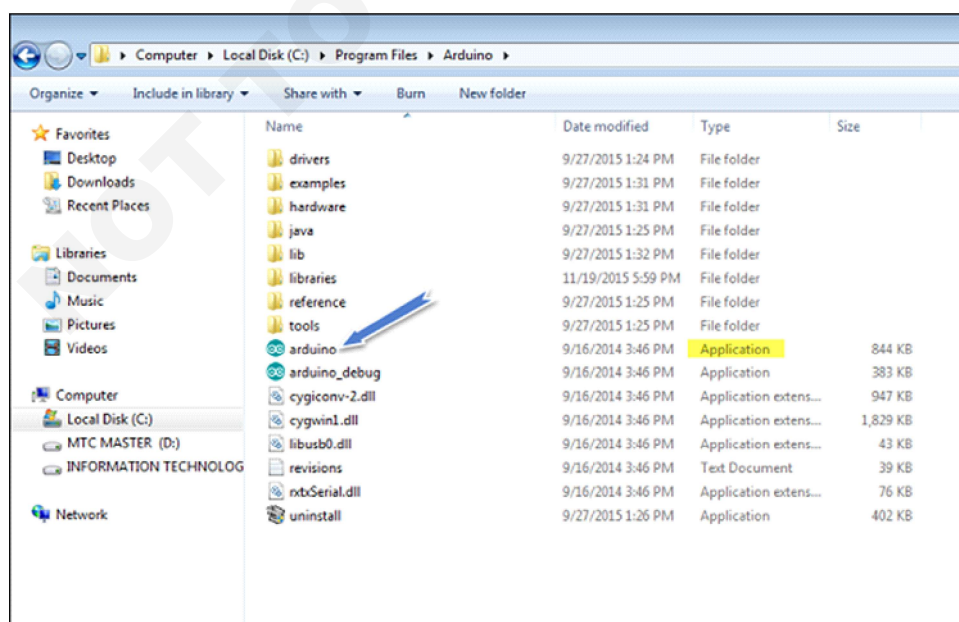 Computer Local Disk (C:) Program Files Arduino
Organize Include in library Share with Burn New folder
Favorites
Desktop
Downloads
Recent Places
Libraries
Documents
Music
Pictures
Videos
Computer
Local Disk (C:)
MTC MASTER (D:)
INFORMATION TECHNOLOG
Network
Name Date modified Type Size
drivers 9/27/2015 1:24 PM File folder
examples 9/27/2015 1:31 PM File folder
hardware 9/27/2015 1:31 PM File folder
java 9/27/2015 1:25 PM File folder
lib 9/27/2015 1:32 PM File folder
libraries 11/19/2015 5:59 PM File folder
reference 9/27/2015 1:25 PM File folder
tools 9/27/2015 1:25 PM File folder
arduino 9/16/2014 3:46 PM Application 844 KB
arduino_debug 9/16/2014 3:46 PM Application 383 KB
cygiconv-2.dll 9/16/2014 3:46 PM Application extens... 947 KB
cygwin1.dll 9/16/2014 3:46 PM Application extens... 1,829 KB
libusb0.dll 9/16/2014 3:46 PM Application extens... 43 KB
revisions 9/16/2014 3:46 PM Text Document 39 KB
rxtxSerial.dll 9/16/2014 3:46 PM Application extens... 76 KB
uninstall 9/27/2015 1:26 PM Application 402 KB
NOT TO